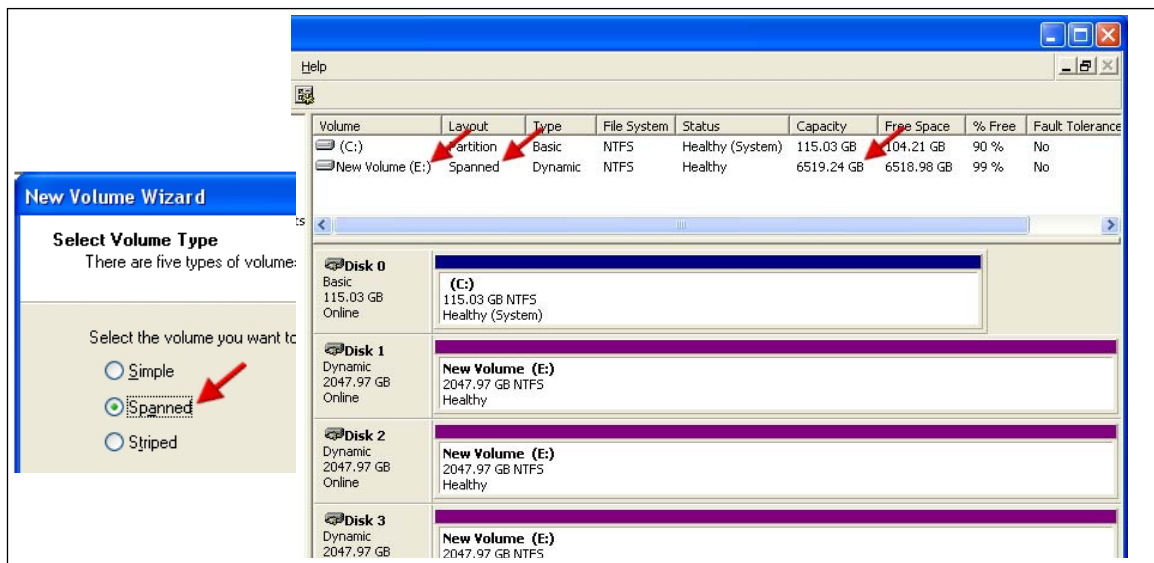 Help
Volume Layout Type File System Status Capacity Free Space % Free Fault Tolerance
(C:) Partition Basic NTFS Healthy (System) 115.03 GB 104.21 GB 90 % No
New Volume (E:) Spanned Dynamic NTFS Healthy 6519.24 GB 6518.98 GB 99 % No
ts
New Volume Wizard
Select Volume Type
There are five types of volume:
Select the volume you want to
Simple
Spanned
Striped
Disk 0
Basic
115.03 GB
Online
(C:)
115.03 GB NTFS
Healthy (System)
Disk 1
Dynamic
2047.97 GB
Online
New Volume (E:)
2047.97 GB NTFS
Healthy
Disk 2
Dynamic
2047.97 GB
Online
New Volume (E:)
2047.97 GB NTFS
Healthy
Disk 3
Dynamic
2047.97 GB
New Volume (E:)
2047.97 GB NTFS